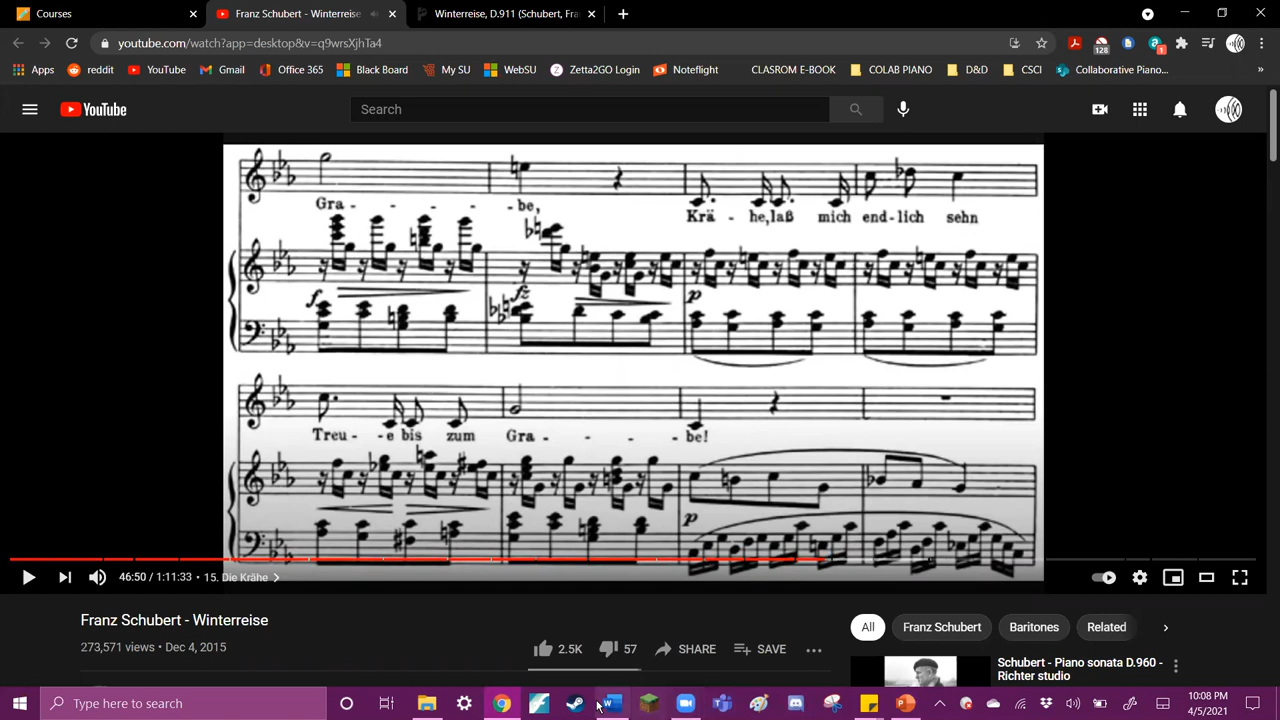 Courses
Franz Schubert - Winterreise
Winterreise, D.911 (Schubert, Fra
youtube.com/watch?app=desktop&v=q9wrsXjhTa4
128
1
Apps
reddit
YouTube
Gmail
Office 365
Black Board
My SU
WebSU
Zetta2GO Login
Noteflight
CLASROM E-BOOK
COLAB PIANO
D&D
CSCI
Collaborative Piano...
YouTube
Search
Gra - - - - - be, Krä - he, laß mich end - lich sehn
f fz p
Treu - - e bis zum Gra - - - - be!
p
46:50 / 1:11:33 • 15. Die Krähe
Franz Schubert - Winterreise
273,571 views • Dec 4, 2015
2.5K
57
SHARE
SAVE
All
Franz Schubert
Baritones
Related
Schubert - Piano sonata D.960 -
Richter studio
Type here to search
10:08 PM
4/5/2021